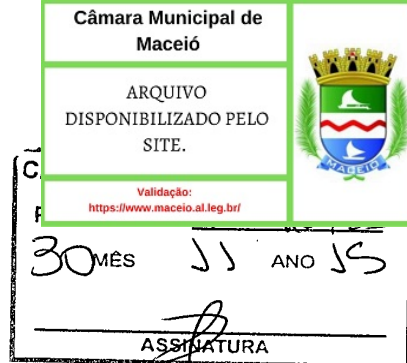 Câmara Municipal de
Maceió
ARQUIVO
DISPONIBILIZADO PELO
SITE.
Validação:
https://www.maceio.al.leg.br/
MACEIÓ
30 MÊS 11 ANO 15
ASSINATURA